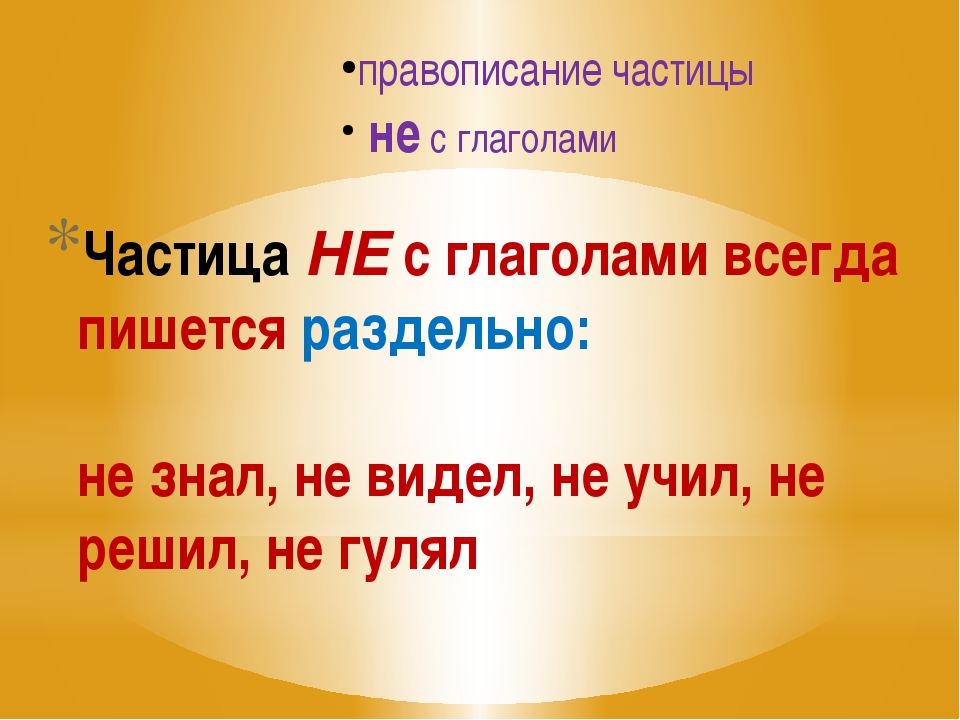 •правописание частицы
• не с глаголами
*Частица НЕ с глаголами всегда
пишется раздельно:
не знал, не видел, не учил, не
решил, не гулял